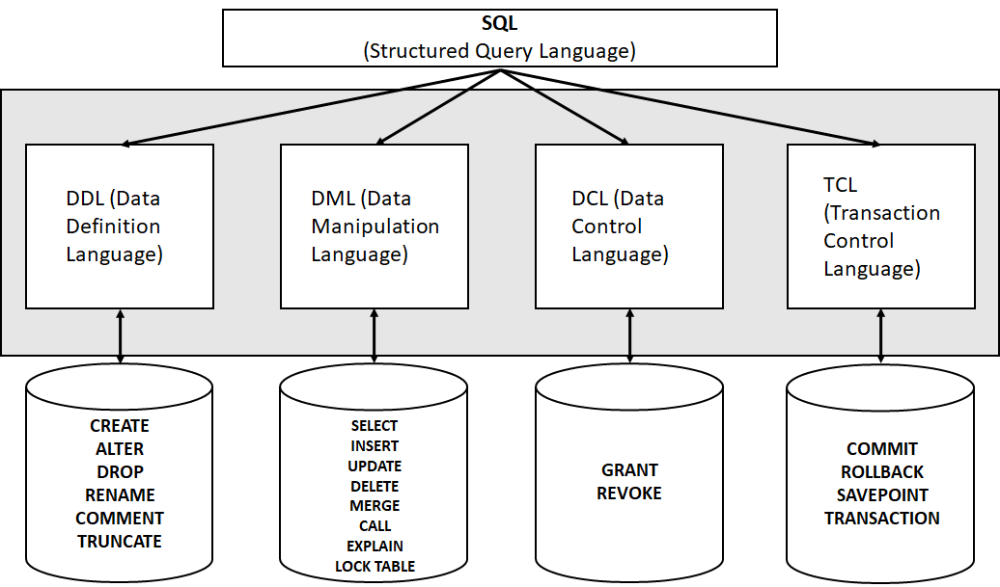 SQL
(Structured Query Language)
DDL (Data
Definition
Language)
DML (Data
Manipulation
Language)
DCL (Data
Control
Language)
TCL
(Transaction
Control
Language)
CREATE
ALTER
DROP
RENAME
COMMENT
TRUNCATE
SELECT
INSERT
UPDATE
DELETE
MERGE
CALL
EXPLAIN
LOCK TABLE
GRANT
REVOKE
COMMIT
ROLLBACK
SAVEPOINT
TRANSACTION